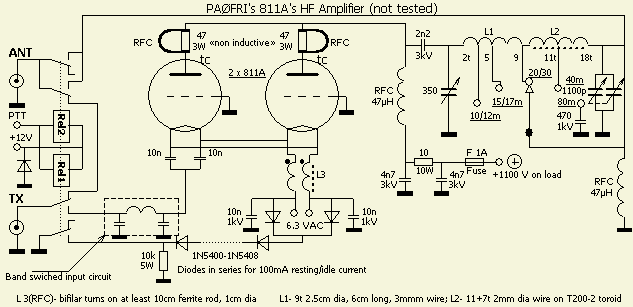 PAØFRI's 811A's HF Amplifier (not tested)
47
3W
«non inductive»
47
3W
RFC
RFC
tc
tc
2 x 811A
2n2
3kV
L1
L2
2t
5
9
11t
18t
20/30
40m
1100p
80m
470
1kV
15/17m
10/12m
350
RFC
47µH
ANT
PTT
+12V
Rel2
Rel1
TX
10n
10n
L3
10
10W
F 1A
Fuse
+1100 V on load
4n7
3kV
4n7
3kV
RFC
47µH
10n
1kV
6.3 VAC
10n
1kV
10k
5W
1N5400-1N5408
Diodes in series for 100mA resting/idle current
Band swiched input circuit
L 3(RFC)- bifilar turns on at least 10cm ferrite rod, 1cm dia
L1- 9t 2.5cm dia, 6cm long, 3mmm wire; L2- 11+7t 2mm dia wire on T200-2 toroid